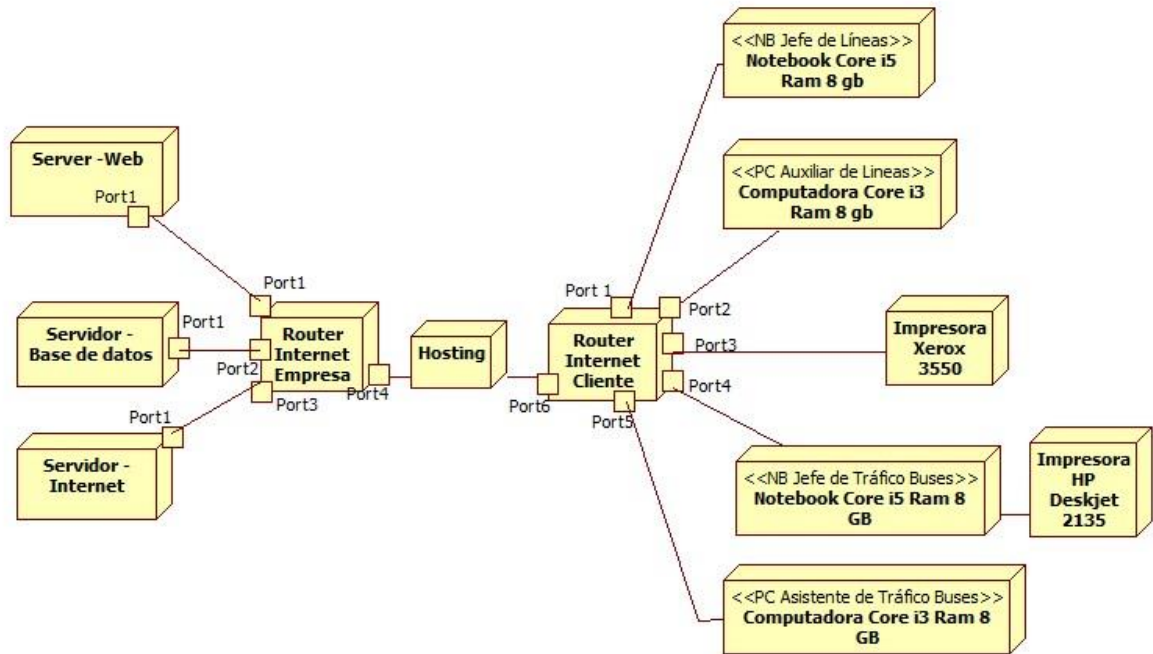 <<NB Jefe de Líneas>>
Notebook Core i5
Ram 8 gb
Server -Web
Port1
<<PC Auxiliar de Lineas>>
Computadora Core i3
Ram 8 gb
Port1
Servidor -
Base de datos
Port1
Port2
Router
Internet
Empresa
Port3
Port4
Hosting
Port 1
Port2
Router
Internet
Cliente
Port3
Port4
Port6
Port5
Impresora
Xerox
3550
Port1
Servidor -
Internet
<<NB Jefe de Tráfico Buses>>
Notebook Core i5 Ram 8
GB
Impresora
HP
Deskjet
2135
<<PC Asistente de Tráfico Buses>>
Computadora Core i3 Ram 8
GB